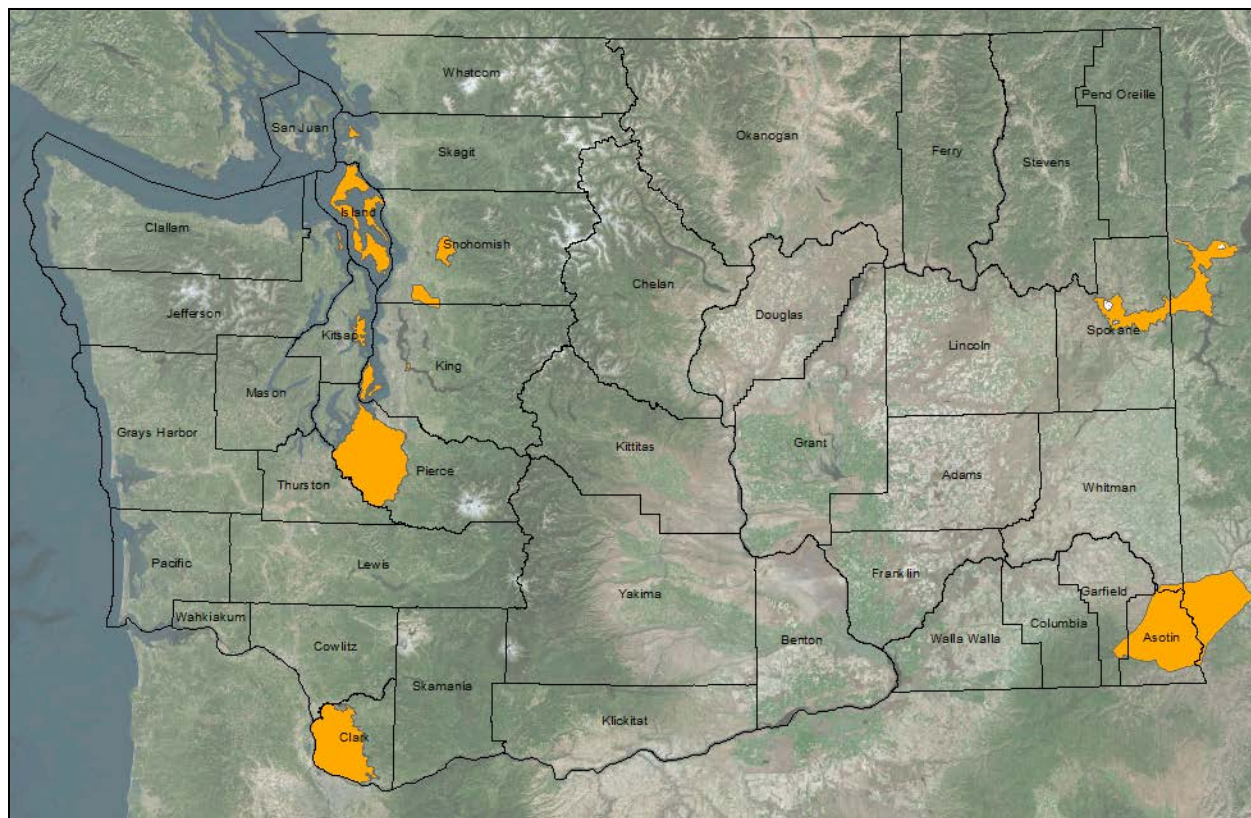 Whatcom
Pend Oreille
San Juan
Okanogan
Skagit
Ferry
Stevens
Island
Clallam
Snohomish
Chelan
Jefferson
Douglas
Kitsap
Spokane
Lincoln
King
Mason
Grays Harbor
Kittitas
Grant
Pierce
Adams
Thurston
Whitman
Pacific
Lewis
Franklin
Garfield
Yakima
Wahkiakum
Columbia
Benton
Walla Walla
Asotin
Cowlitz
Skamania
Klickitat
Clark